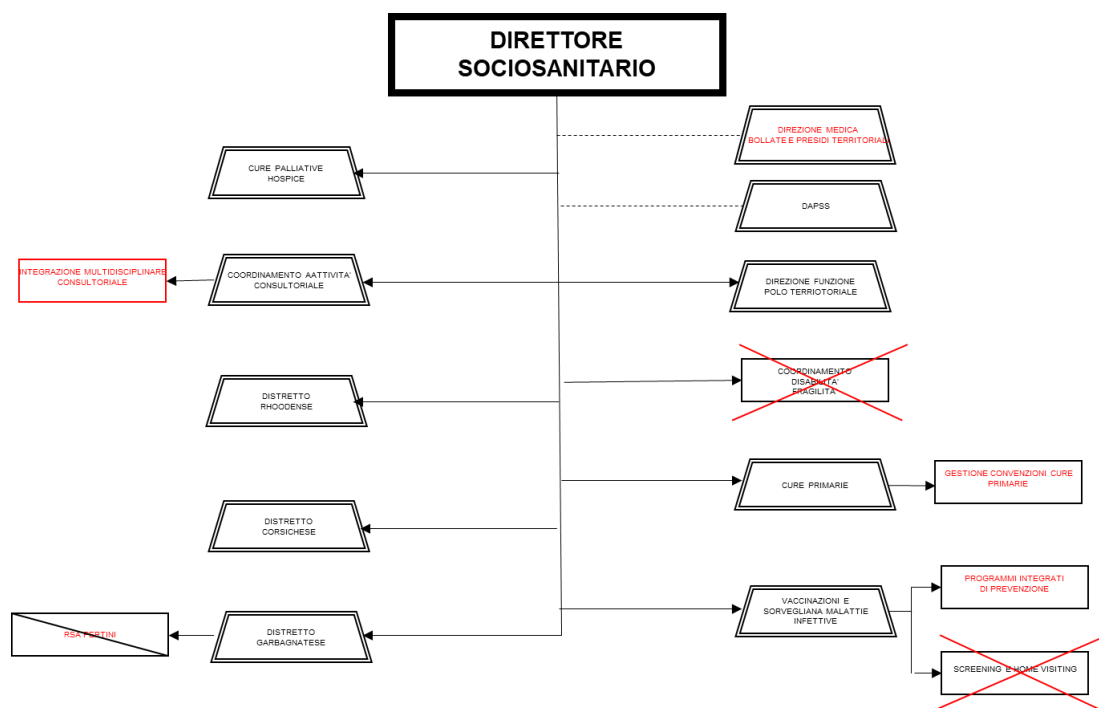 DIRETTORE
SOCIOSANITARIO
DIREZIONE MEDICA
BOLLATE E PRESIDI TERRITORIALI
CURE PALLIATIVE
HOSPICE
DAPSS
INTEGRAZIONE MULTIDISCIPLINARE
CONSULTORIALE
COORDINAMENTO AATTIVITA'
CONSULTORIALE
DIREZIONE FUNZIONE
POLO TERRIOTORIALE
COORDINAMENTO
DISABILITA'
FRAGILITA'
DISTRETTO
RHOODENSE
CURE PRIMARIE
GESTIONE CONVENZIONI CURE
PRIMARIE
DISTRETTO
CORSICHESE
PROGRAMMI INTEGRATI
DI PREVENZIONE
VACCINAZIONI E
SORVEGLIANA MALATTIE
INFETTIVE
RSA PERTINI
DISTRETTO
GARBAGNATESE
SCREENING E HOME VISITING